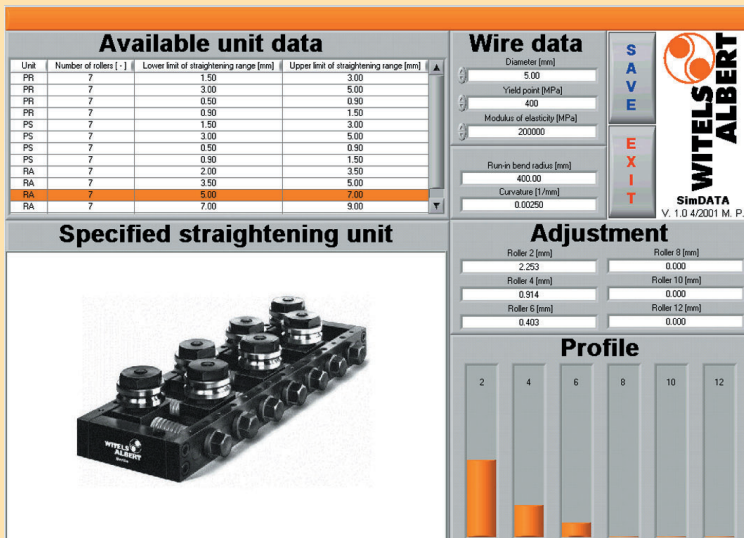 Available unit data
Unit Number of rollers [ - ] Lower limit of straightening range [mm] Upper limit of straightening range [mm]
PR 7 1.50 3.00
PR 7 3.00 5.00
PR 7 0.50 0.90
PR 7 0.90 1.50
PS 7 1.50 3.00
PS 7 3.00 5.00
PS 7 0.50 0.90
PS 7 0.90 1.50
RA 7 2.00 3.50
RA 7 3.50 5.00
RA 7 5.00 7.00
RA 7 7.00 9.00
Wire data
Diameter [mm]
5.00
Yield point [MPa]
400
Modulus of elasticity [MPa]
200000
Run-in bend radius [mm]
400.00
Curvature [1/mm]
0.00250
SAVE
EXIT
WITELS
ALBERT
SimDATA
V. 1.0 4/2001 M. P.
Specified straightening unit
WITELS
ALBERT
Adjustment
Roller 2 [mm] Roller 8 [mm]
2.253 0.000
Roller 4 [mm] Roller 10 [mm]
0.914 0.000
Roller 6 [mm] Roller 12 [mm]
0.403 0.000
Profile
2 4 6 8 10 12